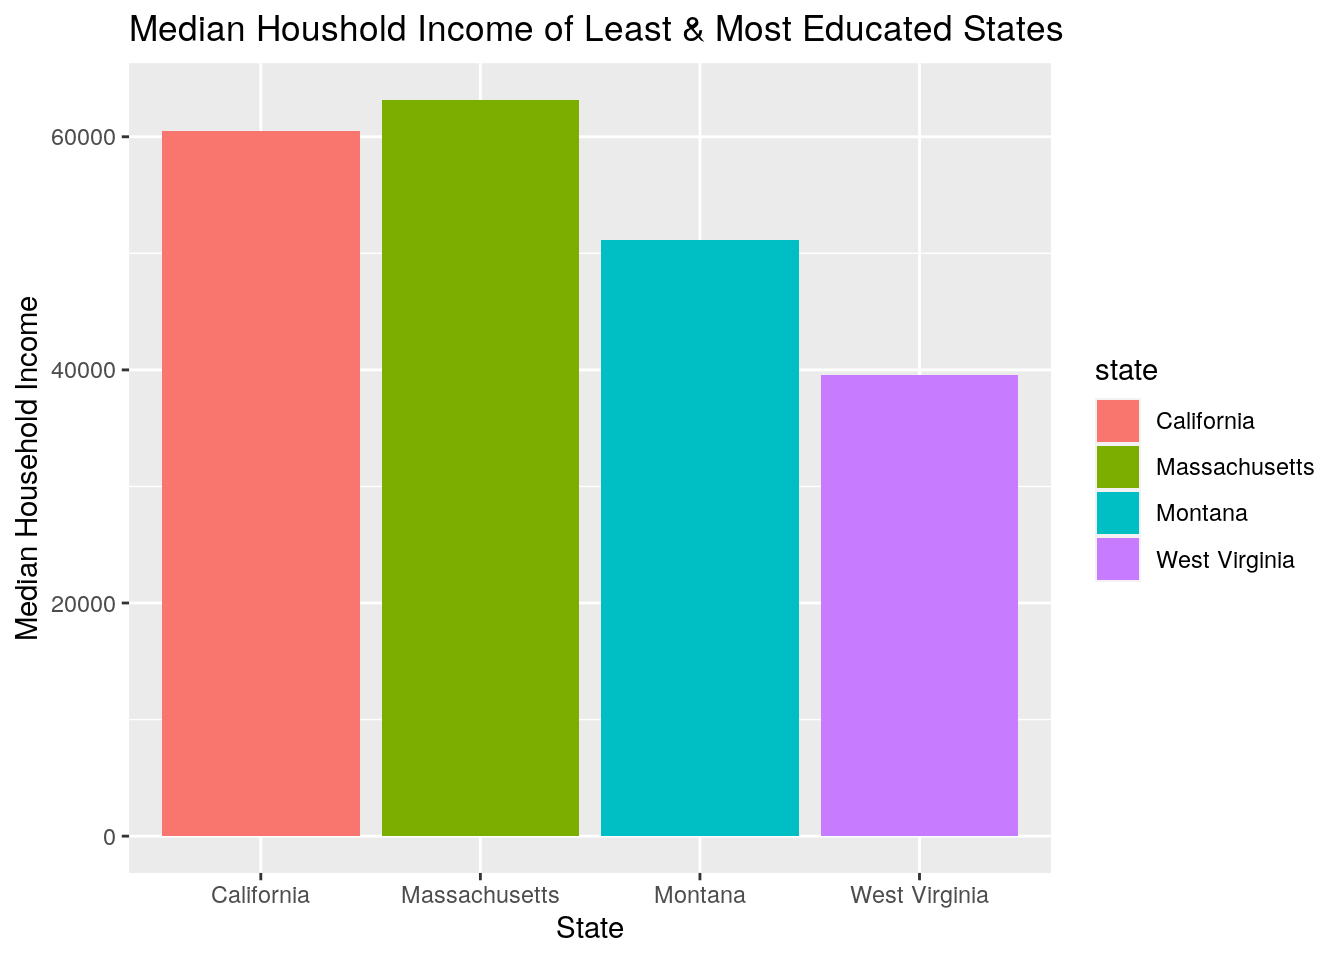 Median Houshold Income of Least & Most Educated States
Median Household Income
60000
40000
20000
0
California
Massachusetts
Montana
West Virginia
State
state
California
Massachusetts
Montana
West Virginia